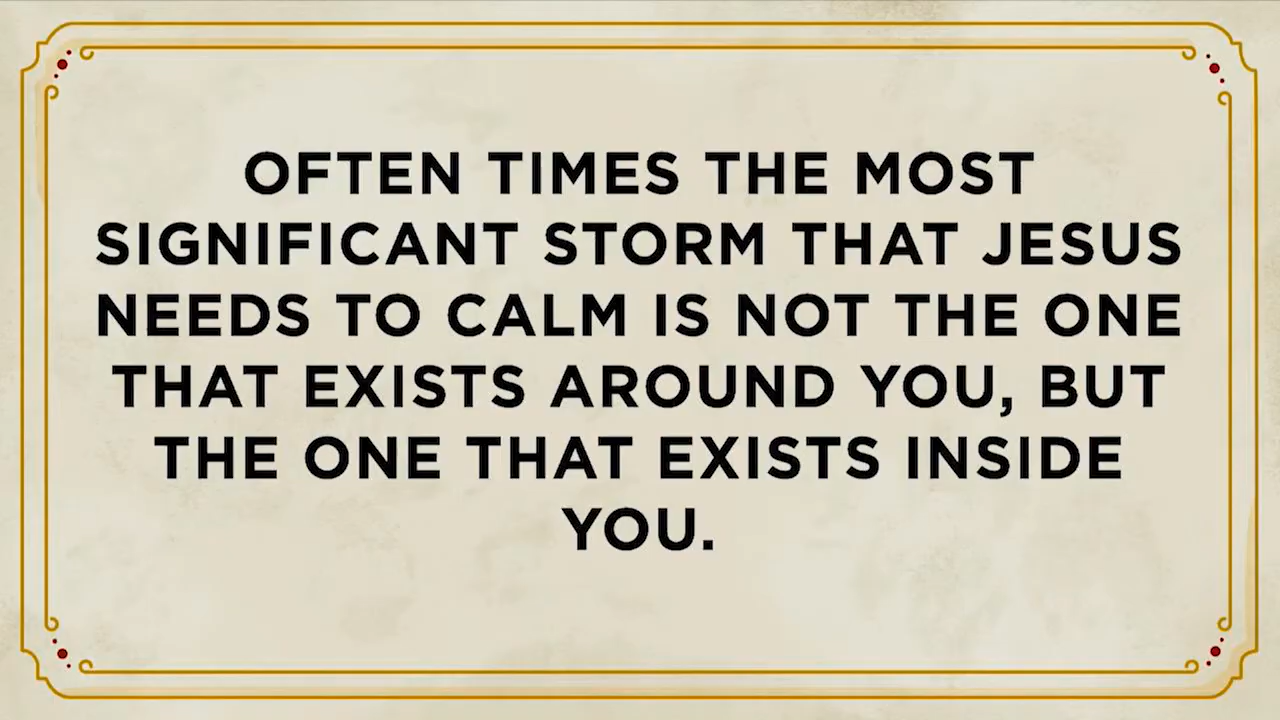 OFTEN TIMES THE MOST
SIGNIFICANT STORM THAT JESUS
NEEDS TO CALM IS NOT THE ONE
THAT EXISTS AROUND YOU, BUT
THE ONE THAT EXISTS INSIDE
YOU.